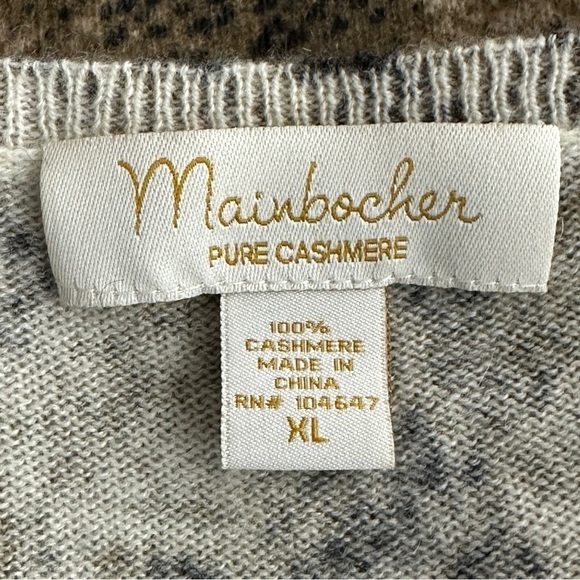 Mainbocher
PURE CASHMERE
100%
CASHMERE
MADE IN
CHINA
RN# 104647
XL